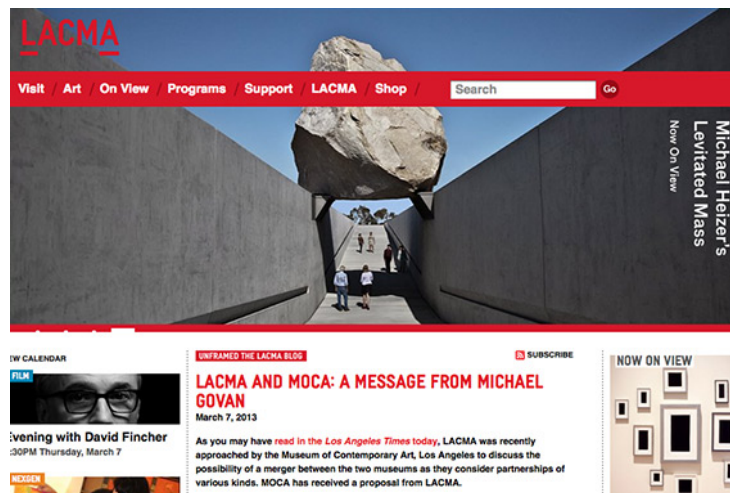 LACMA
Visit / Art / On View / Programs / Support / LACMA / Shop /
Search
Go
Michael Heizer's
Levitated Mass
Now On View
EW CALENDAR
FILM
Evening with David Fincher
:30PM Thursday, March 7
NEXGEN
UNFRAMED THE LACMA BLOG
SUBSCRIBE
LACMA AND MOCA: A MESSAGE FROM MICHAEL
GOVAN
March 7, 2013
As you may have read in the Los Angeles Times today, LACMA was recently
approached by the Museum of Contemporary Art, Los Angeles to discuss the
possibility of a merger between the two museums as they consider partnerships of
various kinds. MOCA has received a proposal from LACMA.
NOW ON VIEW